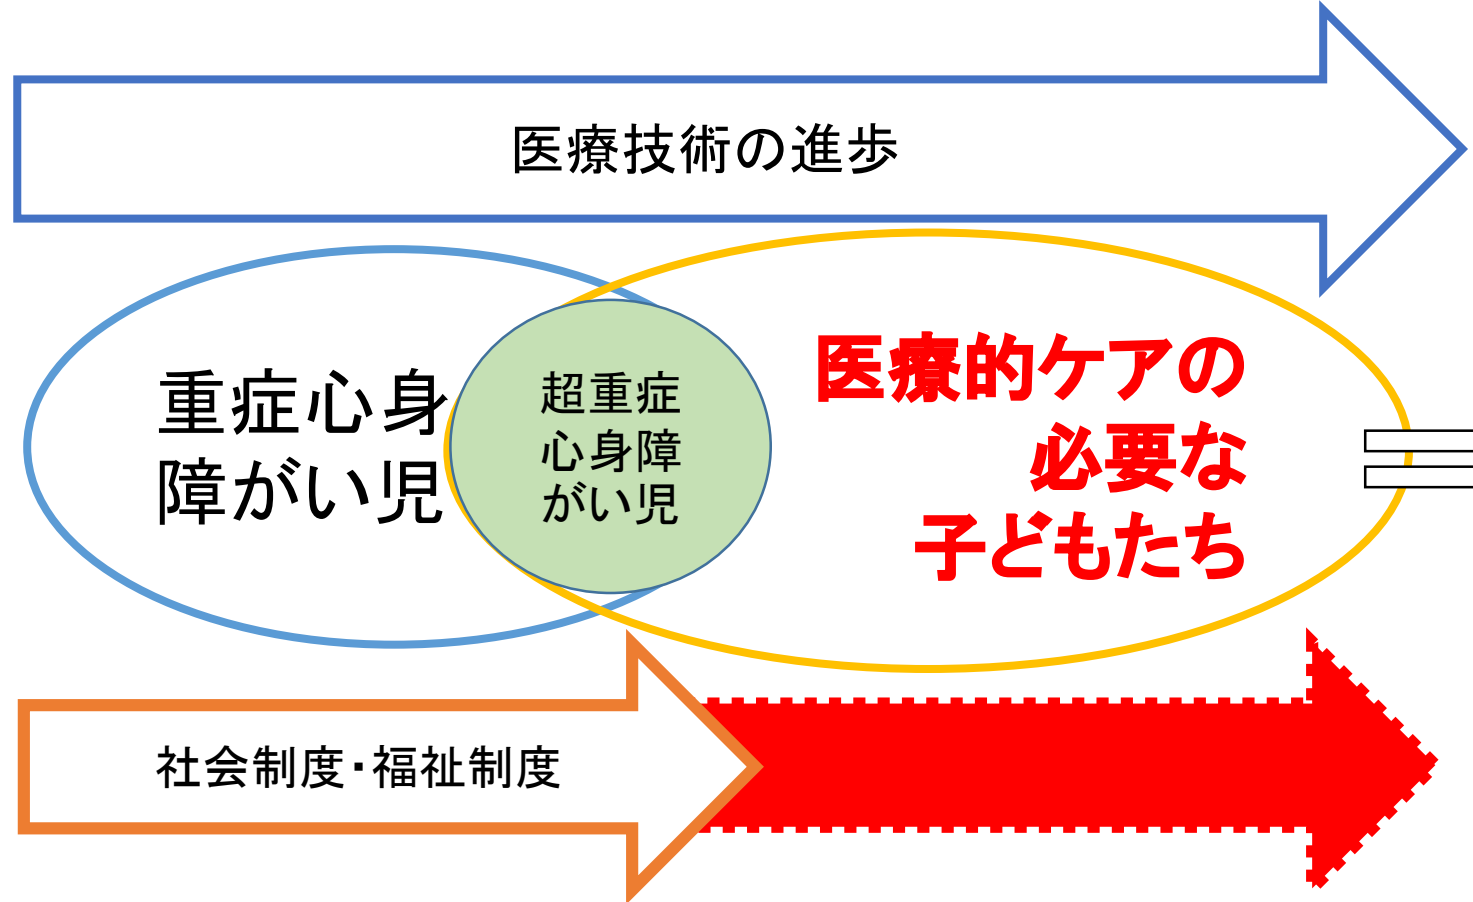 医療技術の進歩
重症心身
障がい児
超重症
心身障
がい児
医療的ケアの
必要な
子どもたち
社会制度・福祉制度